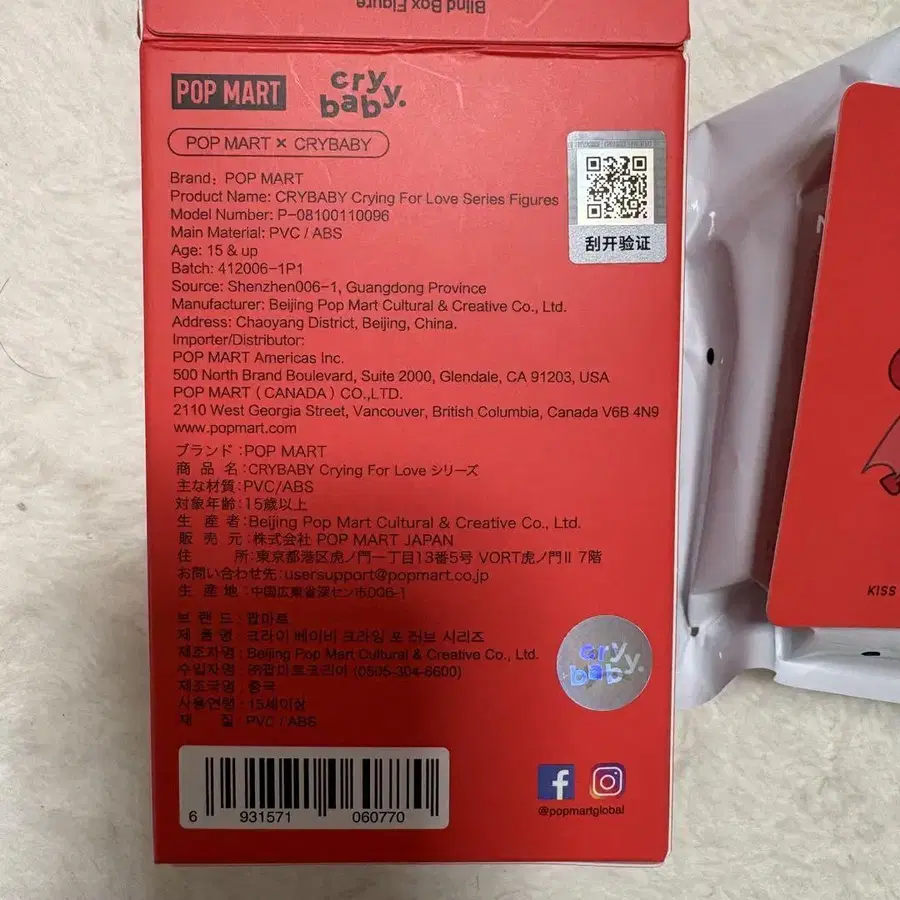 Blind Box Figure
POP MART
cry
baby.
POP MART × CRYBABY
Brand: POP MART
Product Name: CRYBABY Crying For Love Series Figures
Model Number: P-08100110096
Main Material: PVC / ABS
Age: 15 & up
Batch: 412006-1P1
Source: Shenzhen006-1, Guangdong Province
Manufacturer: Beijing Pop Mart Cultural & Creative Co., Ltd.
Address: Chaoyang District, Beijing, China.
Importer/Distributor:
POP MART Americas Inc.
500 North Brand Boulevard, Suite 2000, Glendale, CA 91203, USA
POP MART (CANADA) CO.,LTD.
2110 West Georgia Street, Vancouver, British Columbia, Canada V6B 4N9
www.popmart.com
刮开验证
ブランド:POP MART
商 品 名:CRYBABY Crying For Love シリーズ
主な材質:PVC/ABS
対象年齢:15歳以上
生 産 者:Beijing Pop Mart Cultural & Creative Co., Ltd.
販 売 元:株式会社 POP MART JAPAN
住 所:東京都港区虎ノ門一丁目13番5号 VORT虎ノ門II 7階
お問い合わせ先:usersupport@popmart.co.jp
生 産 地:中国広東省深セン市006-1
브 랜 드 :팝마트
제 품 명 :크라이 베이비 크라잉 포 러브 시리즈
제조자명 :Beijing Pop Mart Cultural & Creative Co., Ltd.
수입자명 :㈜팝마트코리아 (0505-304-6600)
제조국명 :중국
사용연령 :15세이상
재 질 :PVC / ABS
cry
baby.
6 931571 060770
@popmartglobal
KISS